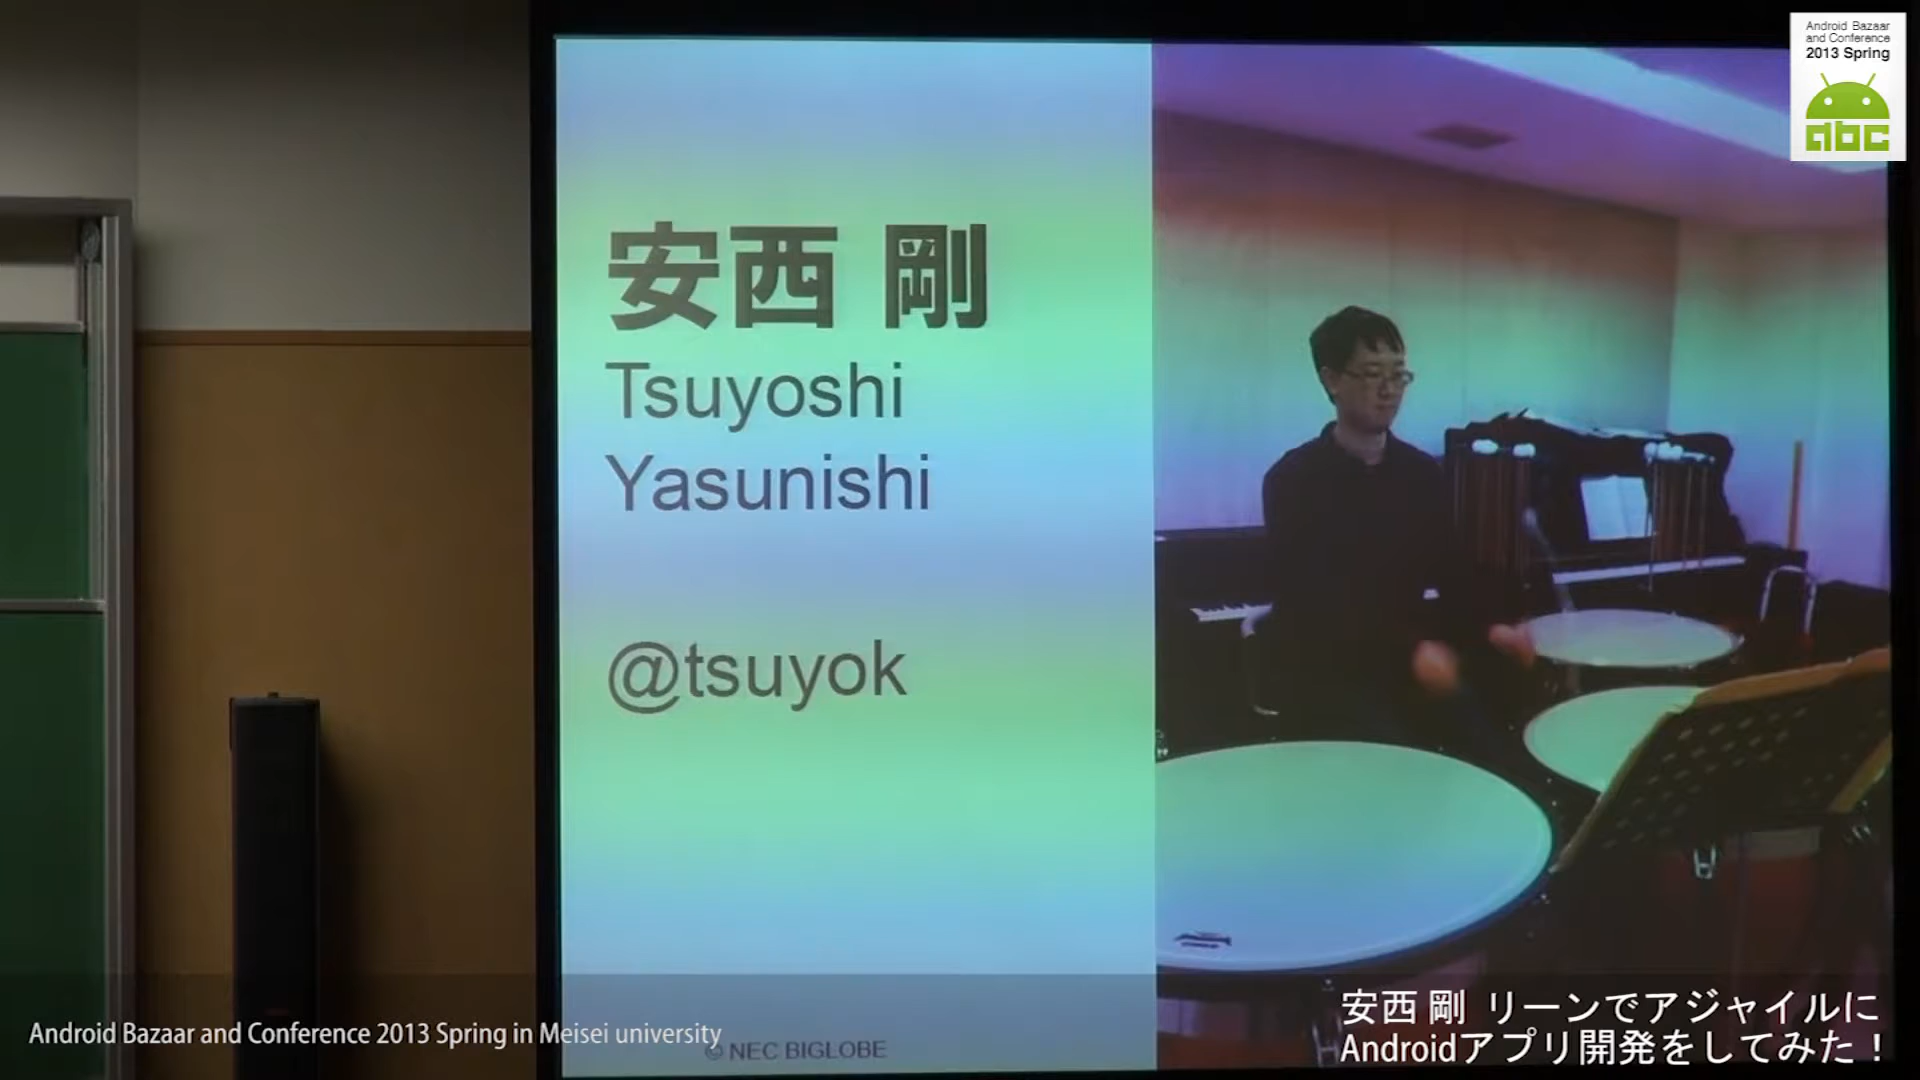 Android Bazaar
and Conference
2013 Spring
abc
安西 剛
Tsuyoshi
Yasunishi
@tsuyok
© NEC BIGLOBE
Android Bazaar and Conference 2013 Spring in Meisei university
安西 剛 リーンでアジャイルに
Androidアプリ開発をしてみた！